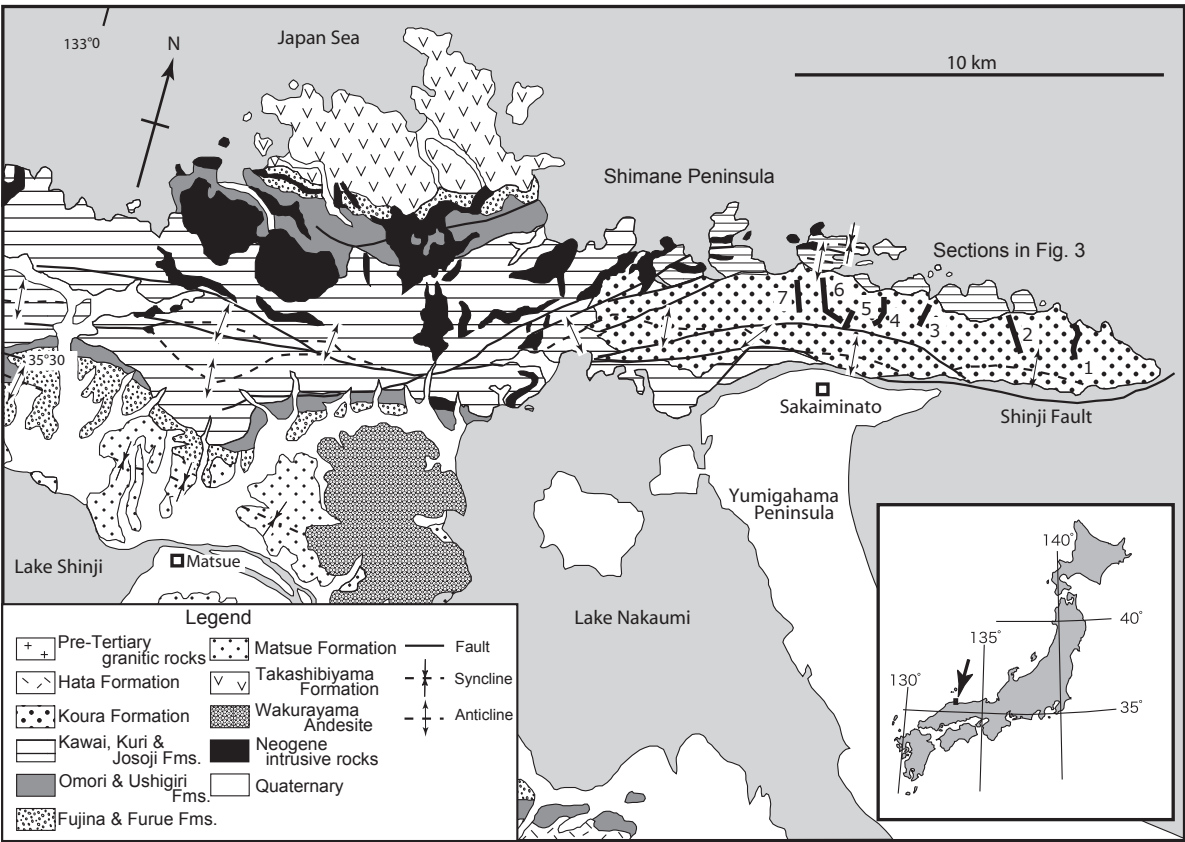 133°0
N
Japan Sea
10 km
Shimane Peninsula
Sections in Fig. 3
7
6
5
4
3
2
1
35°30
Sakaiminato
Shinji Fault
Yumigahama
Peninsula
Lake Shinji
Matsue
Lake Nakaumi
Legend
Pre-Tertiary
granitic rocks
Hata Formation
Koura Formation
Kawai, Kuri &
Josoji Fms.
Omori & Ushigiri
Fms.
Fujina & Furue Fms.
Matsue Formation
Takashibiyama
Formation
Wakurayama
Andesite
Neogene
intrusive rocks
Quaternary
Fault
Syncline
Anticline
140°
40°
135°
130°
35°